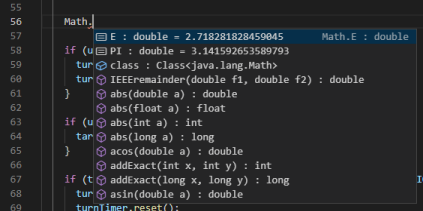 55
56 Math.
57 E : double = 2.718281828459045 Math.E : double
PI : double = 3.141592653589793
58 if (u class : Class<java.lang.Math>
59 tur IEEEremainder(double f1, double f2) : double
60 tur abs(double a) : double
61 } abs(float a) : float
62 abs(int a) : int
63 if (u abs(long a) : long
64 tar acos(double a) : double
65 } addExact(int x, int y) : int
66
67 if (t addExact(long x, long y) : long
68 tur asin(double a) : double
69 turnTimer.reset();